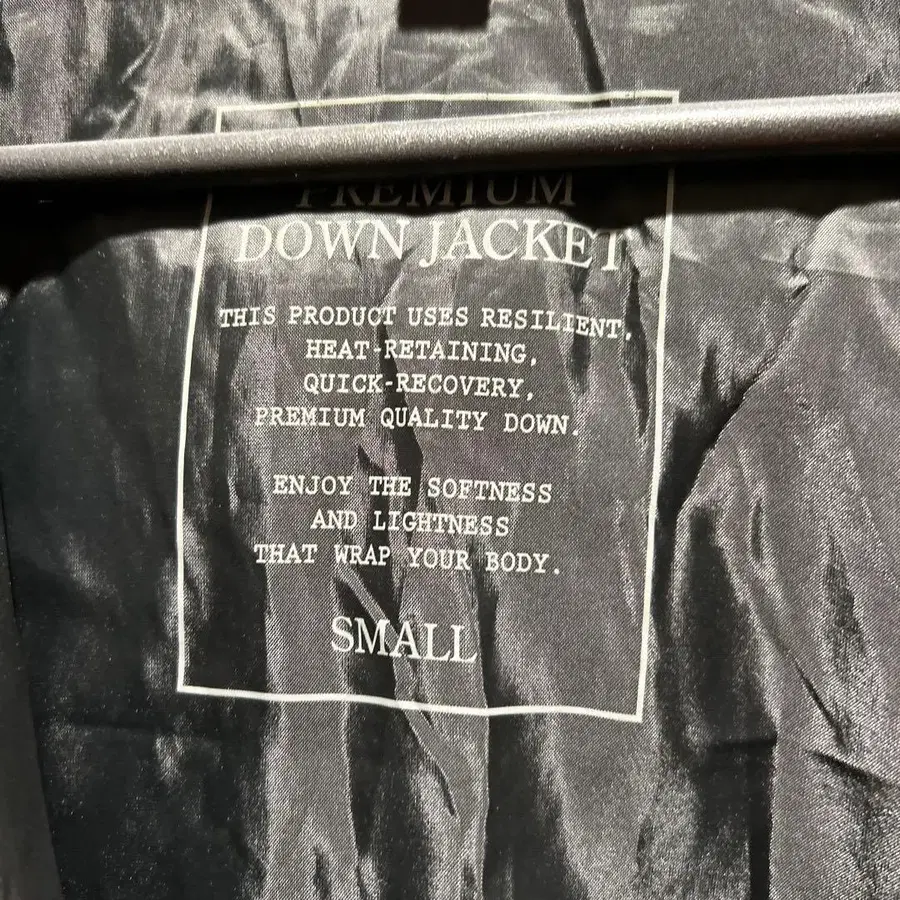 PREMIUM
DOWN JACKET
THIS PRODUCT USES RESILIENT,
HEAT-RETAINING,
QUICK-RECOVERY,
PREMIUM QUALITY DOWN.
ENJOY THE SOFTNESS
AND LIGHTNESS
THAT WRAP YOUR BODY.
SMALL